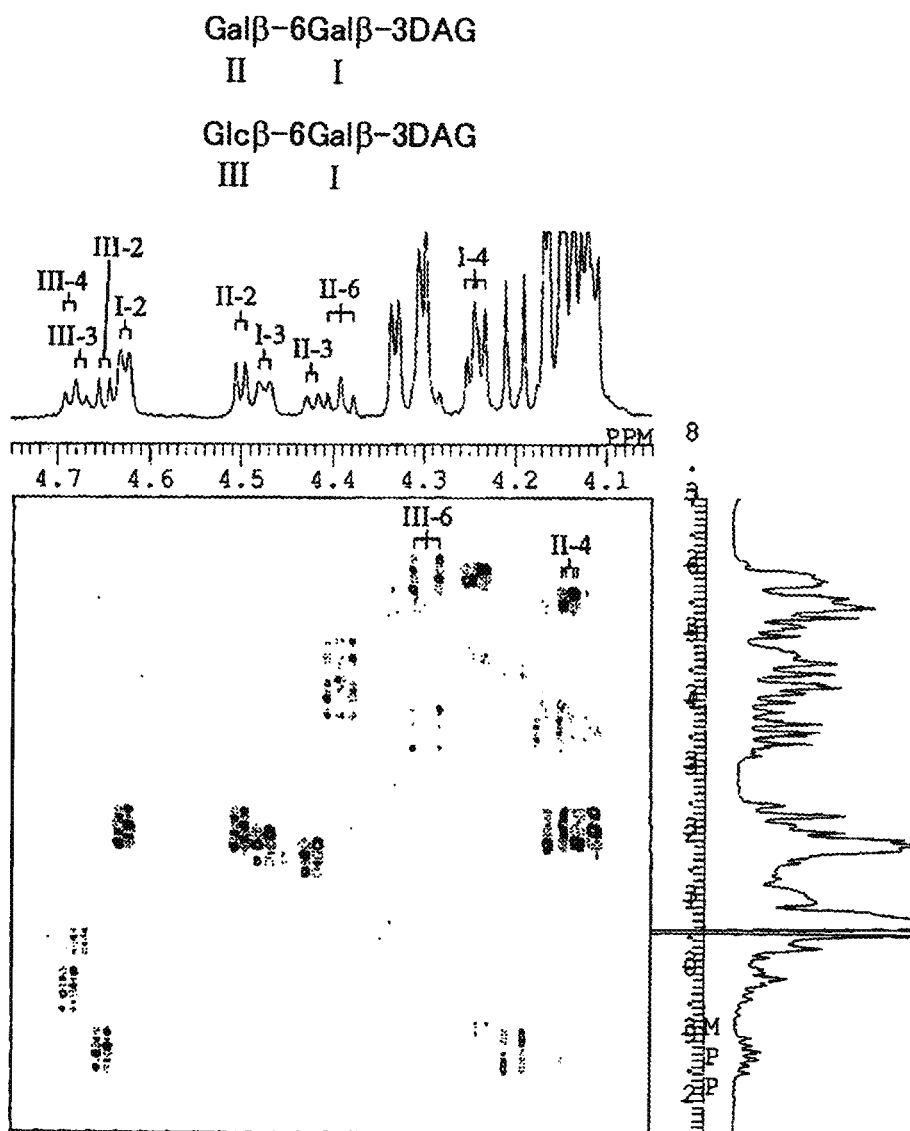 Galβ-6Galβ-3DAG
II I
Glcβ-6Galβ-3DAG
III I
III-2
III-4
I-2
III-3
II-2
I-3
II-3
II-6
I-4
PPM
4.7 4.6 4.5 4.4 4.3 4.2 4.1
III-6
II-4
8
M
P
P